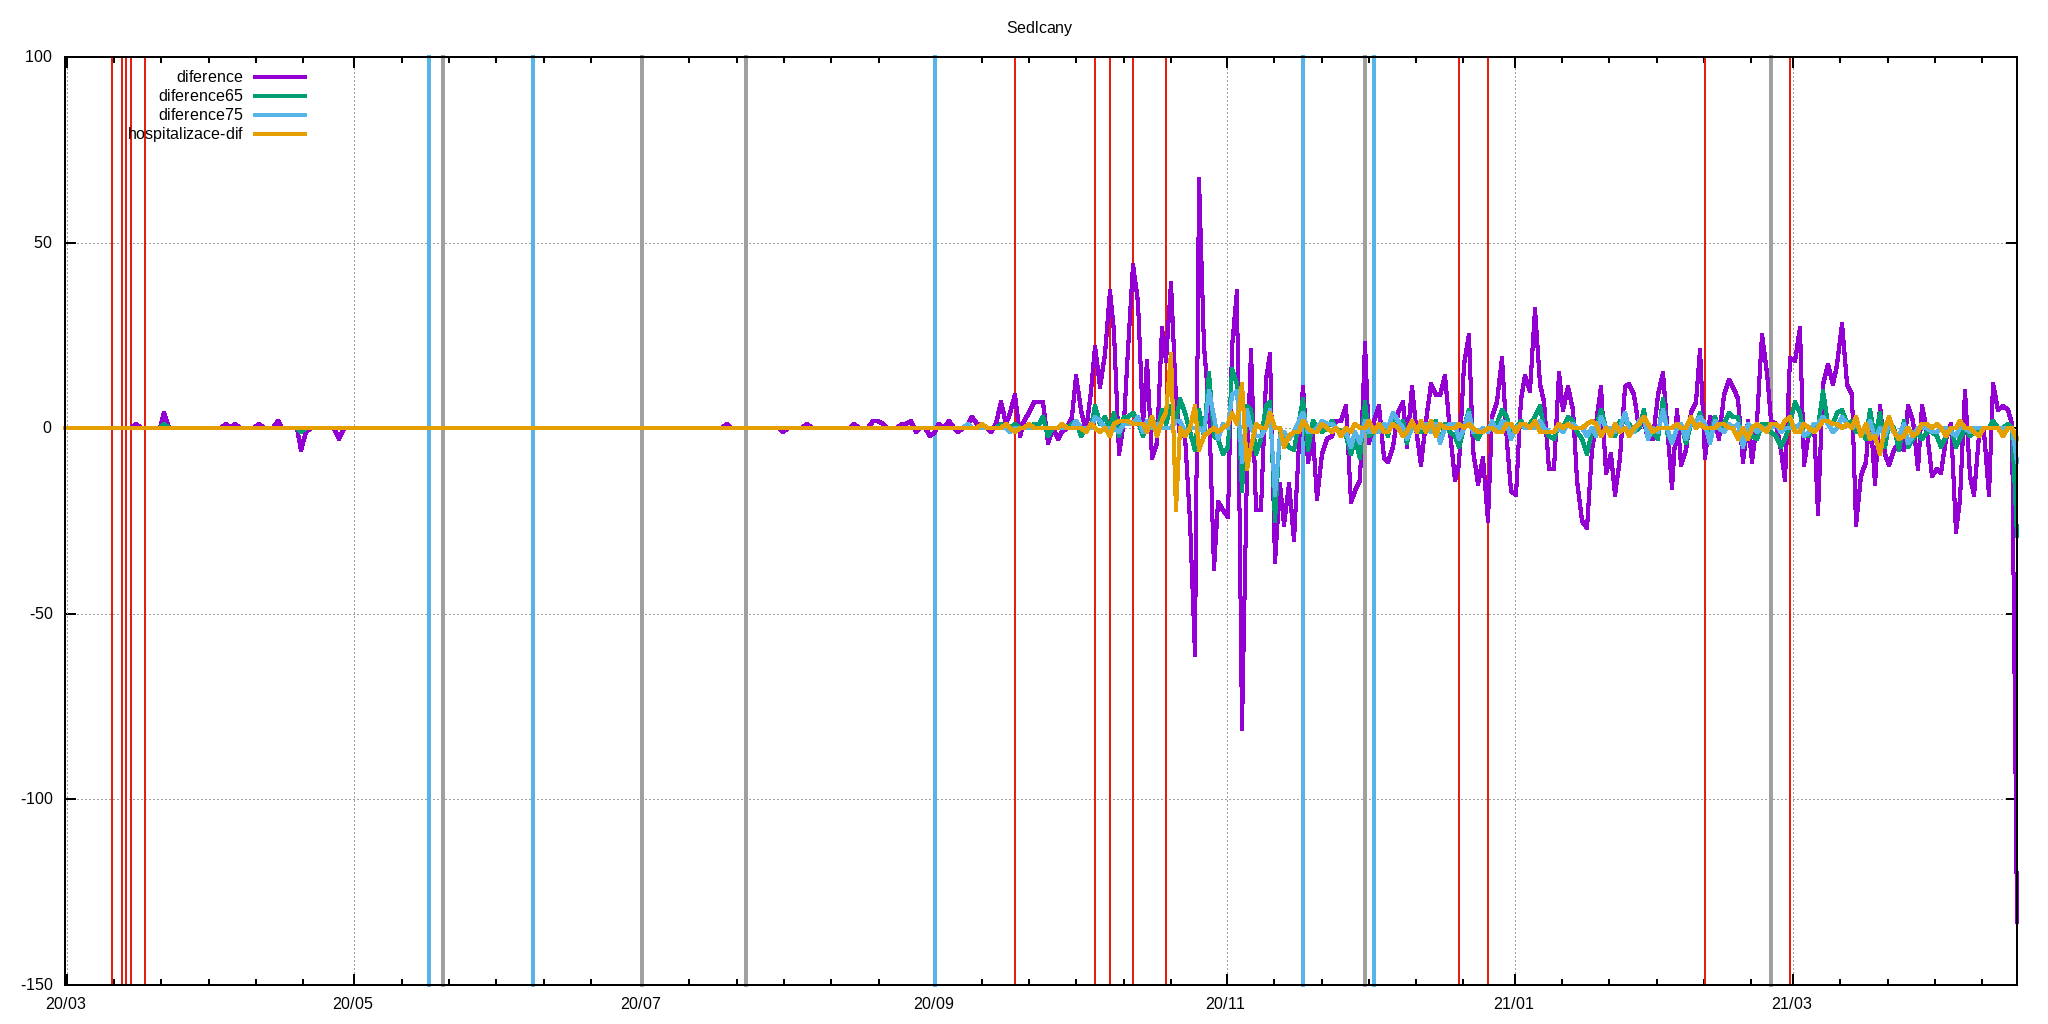 Sedlcany
100
diference
diference65
diference75
hospitalizace-dif
50
0
-50
-100
-150
20/03 20/05 20/07 20/09 20/11 21/01 21/03